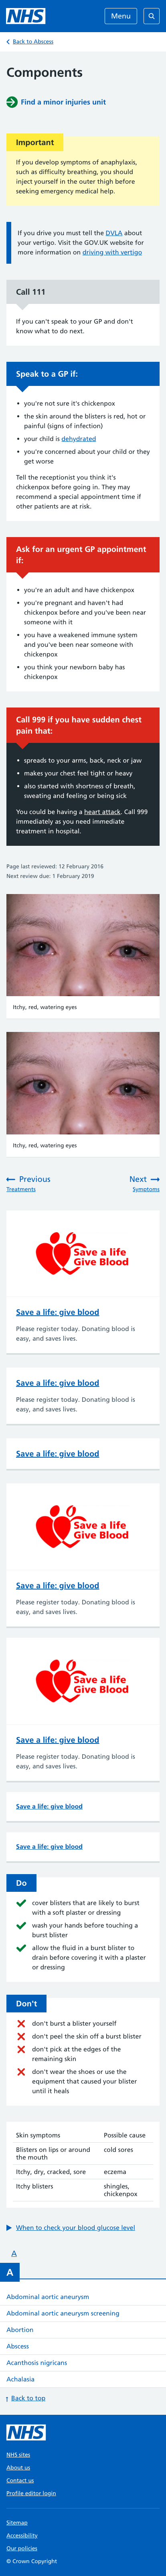 NHS
Menu
Back to Abscess
Components
Find a minor injuries unit
Important
If you develop symptoms of anaphylaxis,
such as difficulty breathing, you should
inject yourself in the outer thigh before
seeking emergency medical help.
If you drive you must tell the DVLA about
your vertigo. Visit the GOV.UK website for
more information on driving with vertigo
Call 111
If you can't speak to your GP and don't
know what to do next.
Speak to a GP if:
you're not sure it's chickenpox
the skin around the blisters is red, hot or
painful (signs of infection)
your child is dehydrated
you're concerned about your child or they
get worse
Tell the receptionist you think it's
chickenpox before going in. They may
recommend a special appointment time if
other patients are at risk.
Ask for an urgent GP appointment
if:
you're an adult and have chickenpox
you're pregnant and haven't had
chickenpox before and you've been near
someone with it
you have a weakened immune system
and you've been near someone with
chickenpox
you think your newborn baby has
chickenpox
Call 999 if you have sudden chest
pain that:
spreads to your arms, back, neck or jaw
makes your chest feel tight or heavy
also started with shortness of breath,
sweating and feeling or being sick
You could be having a heart attack. Call 999
immediately as you need immediate
treatment in hospital.
Page last reviewed: 12 February 2016
Next review due: 1 February 2019
Itchy, red, watering eyes
Itchy, red, watering eyes
Previous
Treatments
Next
Symptoms
Save a life
Give Blood
Save a life: give blood
Please register today. Donating blood is
easy, and saves lives.
Save a life: give blood
Please register today. Donating blood is
easy, and saves lives.
Save a life: give blood
Save a life
Give Blood
Save a life: give blood
Please register today. Donating blood is
easy, and saves lives.
Save a life
Give Blood
Save a life: give blood
Please register today. Donating blood is
easy, and saves lives.
Save a life: give blood
Save a life: give blood
Do
cover blisters that are likely to burst
with a soft plaster or dressing
wash your hands before touching a
burst blister
allow the fluid in a burst blister to
drain before covering it with a plaster
or dressing
Don't
don't burst a blister yourself
don't peel the skin off a burst blister
don't pick at the edges of the
remaining skin
don't wear the shoes or use the
equipment that caused your blister
until it heals
Skin symptoms Possible cause
Blisters on lips or around cold sores
the mouth
Itchy, dry, cracked, sore eczema
Itchy blisters shingles,
chickenpox
When to check your blood glucose level
A
A
Abdominal aortic aneurysm
Abdominal aortic aneurysm screening
Abortion
Abscess
Acanthosis nigricans
Achalasia
Back to top
NHS
NHS sites
About us
Contact us
Profile editor login
Sitemap
Accessibility
Our policies
© Crown Copyright